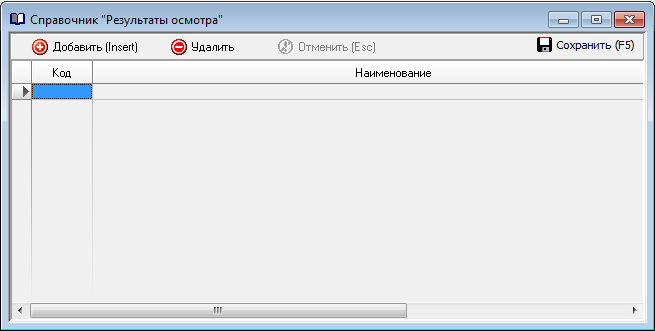 Справочник "Результаты осмотра"
Добавить (Insert) Удалить Отменить (Esc) Сохранить (F5)
Код Наименование